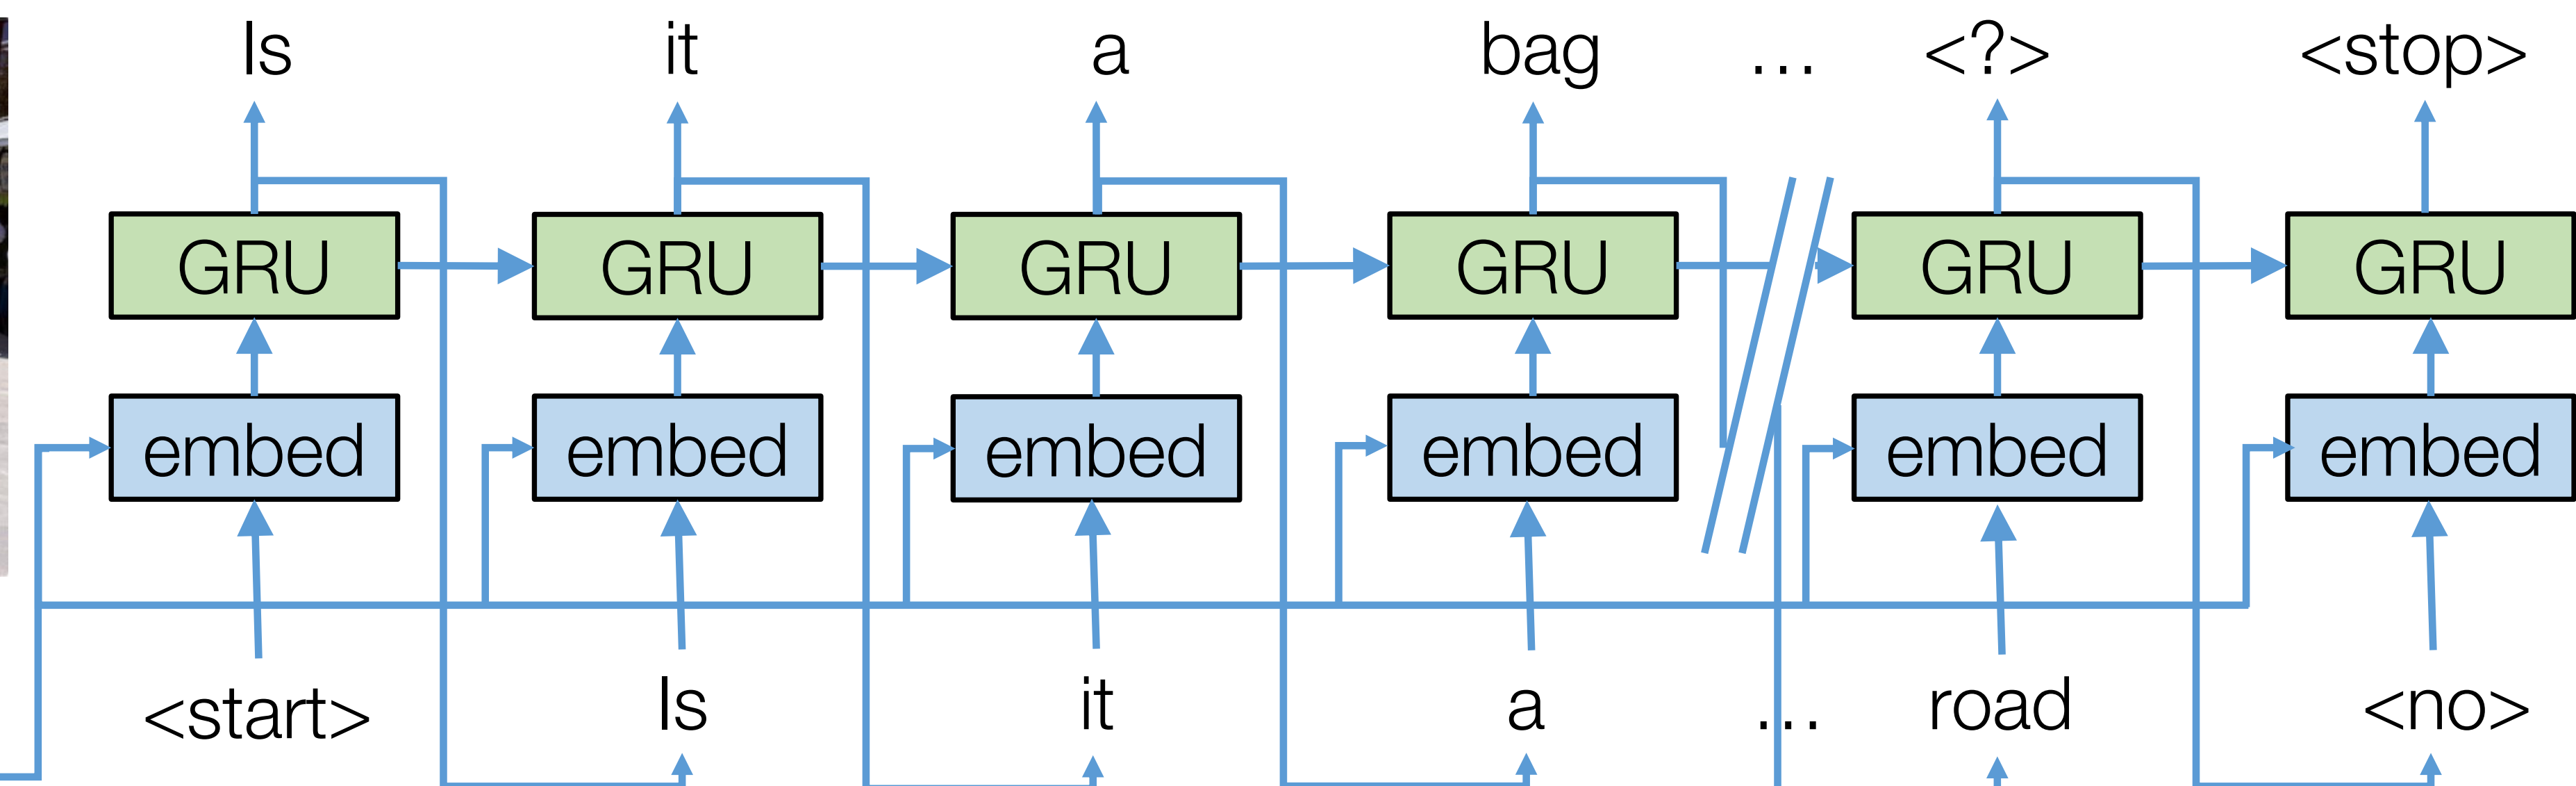 Is it a bag ... <?> <stop>
GRU GRU GRU GRU GRU GRU
embed embed embed embed embed embed
<start> Is it a ... road <no>